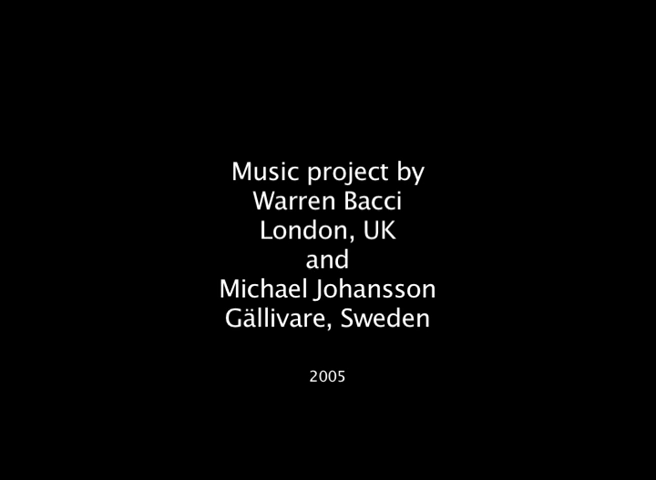 Music project by
Warren Bacci
London, UK
and
Michael Johansson
Gällivare, Sweden
2005